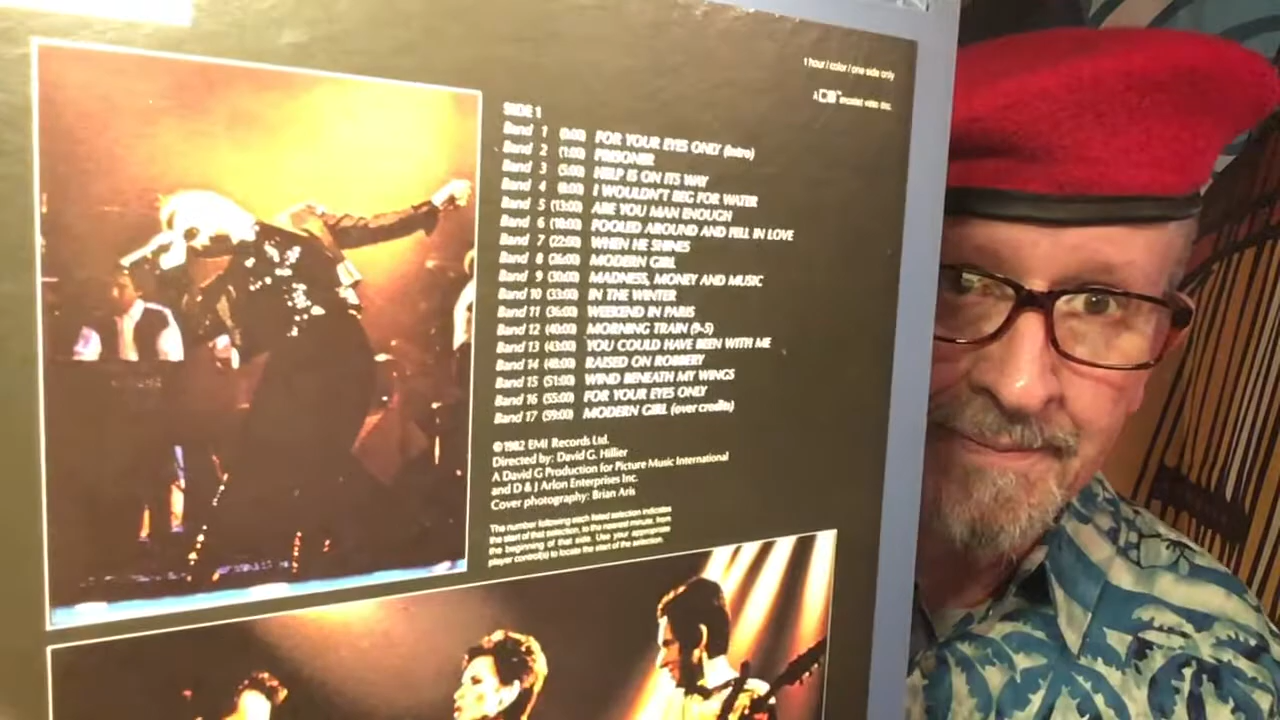 1 hour / color / one side only
A CED™ encoded video disc.
SIDE 1
Band 1 (0:00) FOR YOUR EYES ONLY (Intro)
Band 2 (1:00) PRISONER
Band 3 (5:00) HELP IS ON ITS WAY
Band 4 (8:00) I WOULDN'T BEG FOR WATER
Band 5 (13:00) ARE YOU MAN ENOUGH
Band 6 (18:00) FOOLED AROUND AND FELL IN LOVE
Band 7 (22:00) WHEN HE SHINES
Band 8 (26:00) MODERN GIRL
Band 9 (30:00) MADNESS, MONEY AND MUSIC
Band 10 (33:00) IN THE WINTER
Band 11 (36:00) WEEKEND IN PARIS
Band 12 (40:00) MORNING TRAIN (9-5)
Band 13 (43:00) YOU COULD HAVE BEEN WITH ME
Band 14 (48:00) RAISED ON ROBBERY
Band 15 (51:00) WIND BENEATH MY WINGS
Band 16 (55:00) FOR YOUR EYES ONLY
Band 17 (59:00) MODERN GIRL (over credits)
©1982 EMI Records Ltd.
Directed by: David G. Hillier
A David G Production for Picture Music International
and D & J Arlon Enterprises Inc.
Cover photography: Brian Aris
The number following each listed selection indicates
the start of that selection, to the nearest minute, from
the beginning of that side. Use your appropriate
player control(s) to locate the start of the selection.